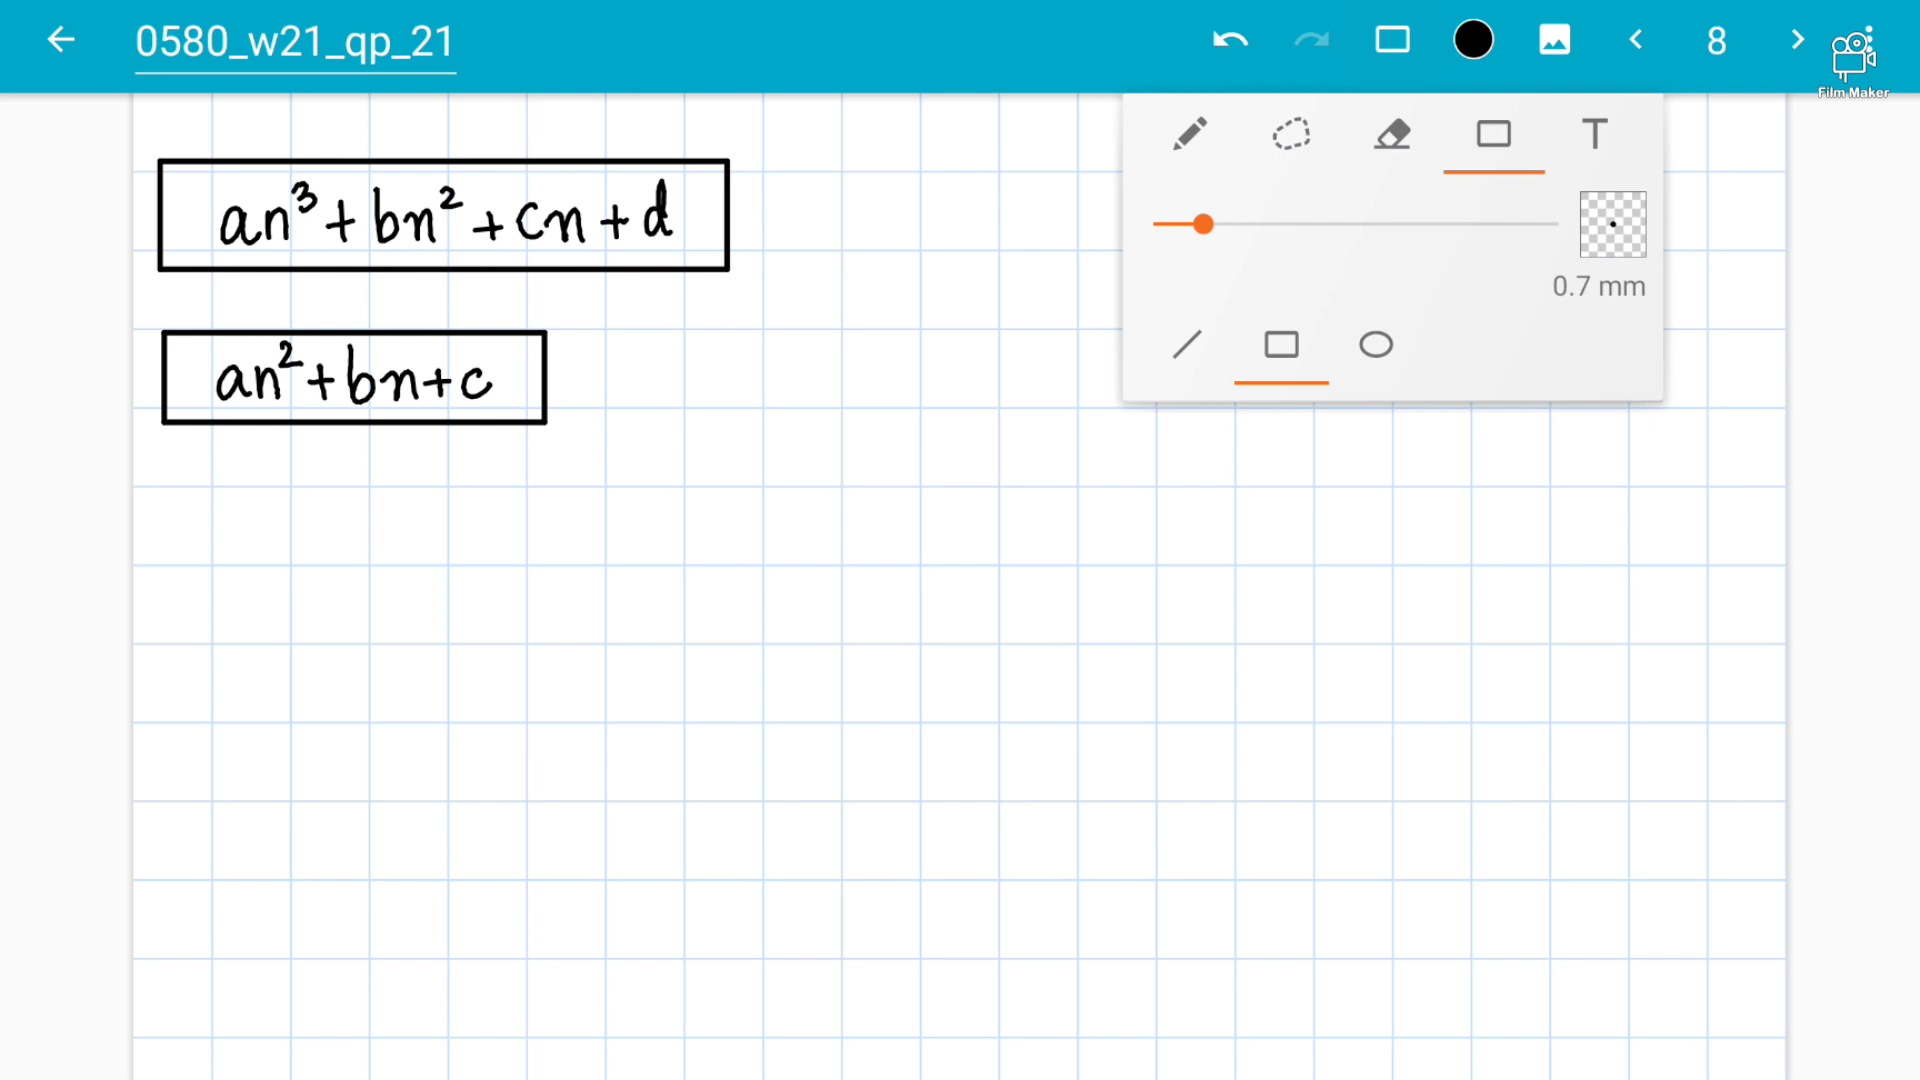 0580_w21_qp_21
8
Film Maker
T
an³+bn²+cn+d
0.7 mm
an²+bn+c